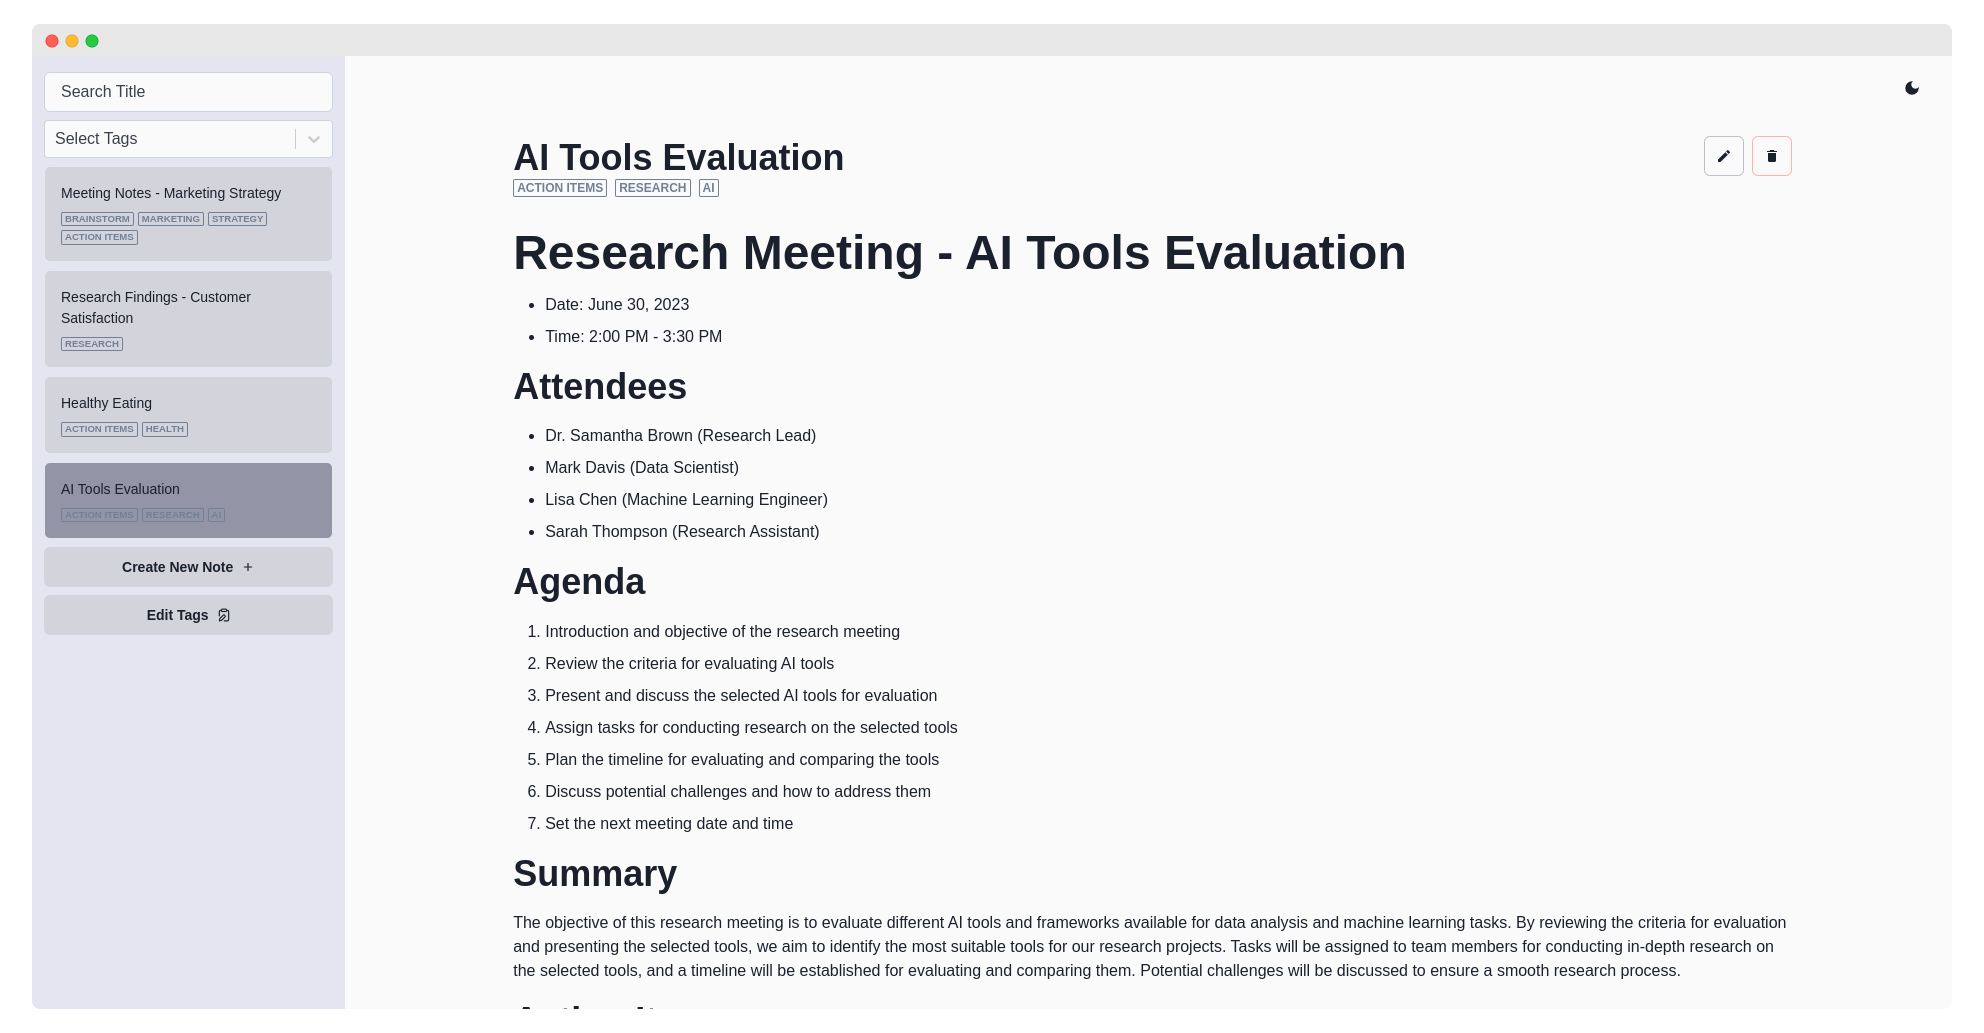 Search Title
Select Tags
Meeting Notes - Marketing Strategy
BRAINSTORM MARKETING STRATEGY
ACTION ITEMS
Research Findings - Customer
Satisfaction
RESEARCH
Healthy Eating
ACTION ITEMS HEALTH
AI Tools Evaluation
ACTION ITEMS RESEARCH AI
Create New Note +
Edit Tags
AI Tools Evaluation
ACTION ITEMS RESEARCH AI
Research Meeting - AI Tools Evaluation
• Date: June 30, 2023
• Time: 2:00 PM - 3:30 PM
Attendees
• Dr. Samantha Brown (Research Lead)
• Mark Davis (Data Scientist)
• Lisa Chen (Machine Learning Engineer)
• Sarah Thompson (Research Assistant)
Agenda
1. Introduction and objective of the research meeting
2. Review the criteria for evaluating AI tools
3. Present and discuss the selected AI tools for evaluation
4. Assign tasks for conducting research on the selected tools
5. Plan the timeline for evaluating and comparing the tools
6. Discuss potential challenges and how to address them
7. Set the next meeting date and time
Summary
The objective of this research meeting is to evaluate different AI tools and frameworks available for data analysis and machine learning tasks. By reviewing the criteria for evaluation
and presenting the selected tools, we aim to identify the most suitable tools for our research projects. Tasks will be assigned to team members for conducting in-depth research on
the selected tools, and a timeline will be established for evaluating and comparing them. Potential challenges will be discussed to ensure a smooth research process.